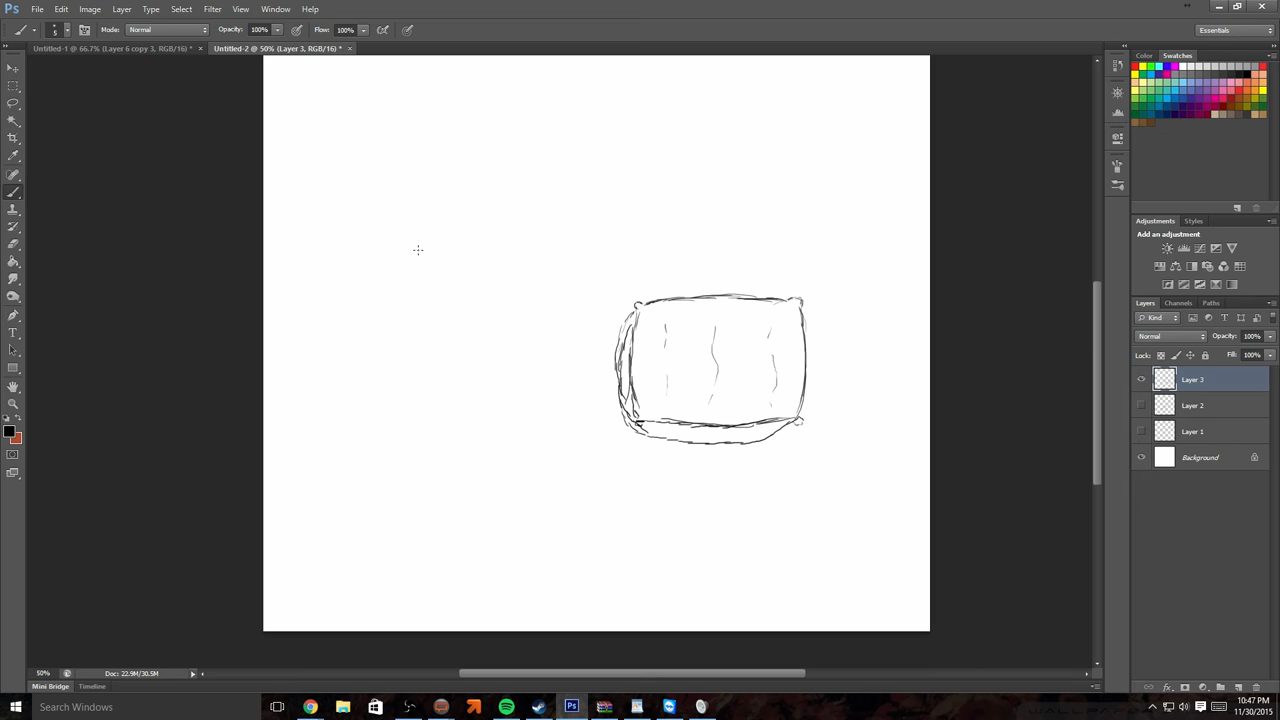 Ps File Edit Image Layer Type Select Filter View Window Help
5 Mode: Normal Opacity: 100% Flow: 100% Essentials
Untitled-1 @ 66.7% (Layer 6 copy 3, RGB/16) * × Untitled-2 @ 50% (Layer 3, RGB/16) * ×
Color Swatches
Adjustments Styles
Add an adjustment
Layers Channels Paths
Kind
Normal Opacity: 100%
Lock: Fill: 100%
Layer 3
Layer 2
Layer 1
Background
50% Doc: 22.9M/30.5M
Mini Bridge Timeline
Search Windows
Ps
10:47 PM
11/30/2015